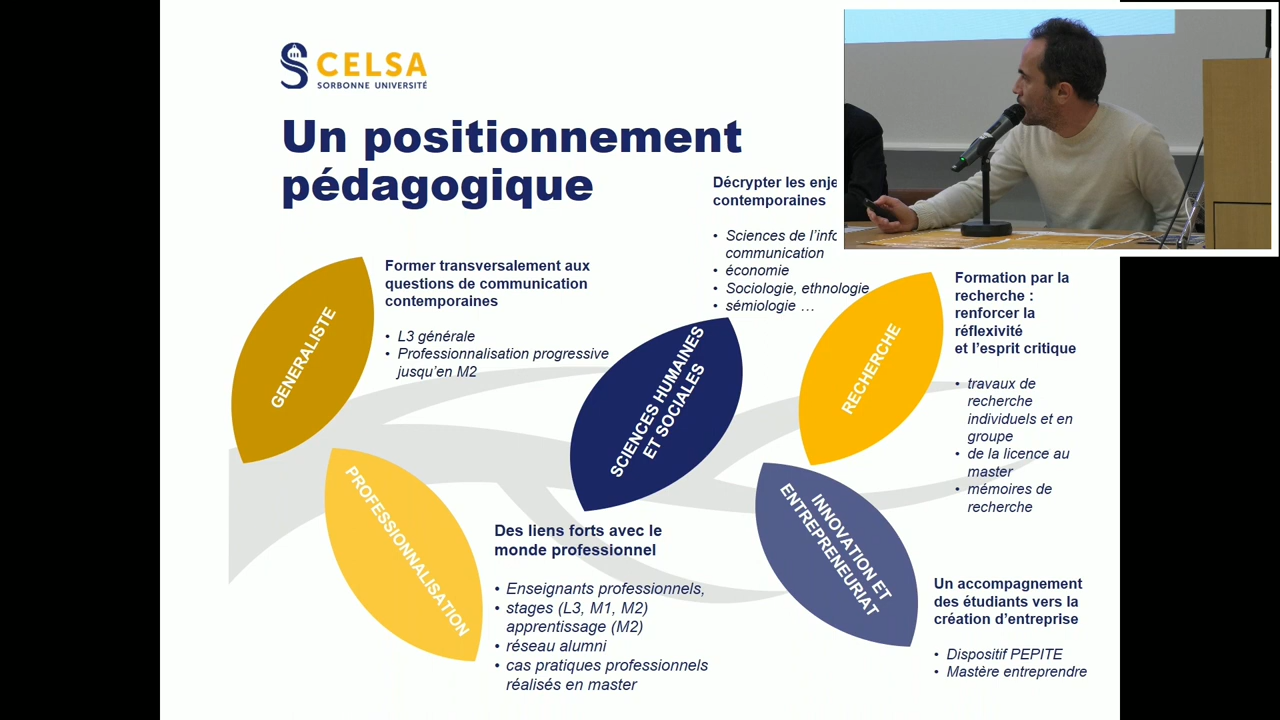 CELSA
SORBONNE UNIVERSITÉ
Un positionnement
pédagogique
Former transversalement aux
questions de communication
contemporaines
• L3 générale
• Professionnalisation progressive
jusqu'en M2
GENERALISTE
PROFESSIONNALISATION
Des liens forts avec le
monde professionnel
• Enseignants professionnels,
• stages (L3, M1, M2)
apprentissage (M2)
• réseau alumni
• cas pratiques professionnels
réalisés en master
Décrypter les
contemporaines
• Sciences de
communication
• économie
• Sociologie, ethnologie
• sémiologie …
SCIENCES HUMAINES
ET SOCIALES
RECHERCHE
Formation par la
recherche :
renforcer la
réflexivité
et l'esprit critique
• travaux de
recherche
individuels et en
groupe
• de la licence au
master
• mémoires de
recherche
INNOVATION ET
ENTREPRENEURIAT
Un accompagnement
des étudiants vers la
création d'entreprise
• Dispositif PEPITE
• Mastère entreprendre